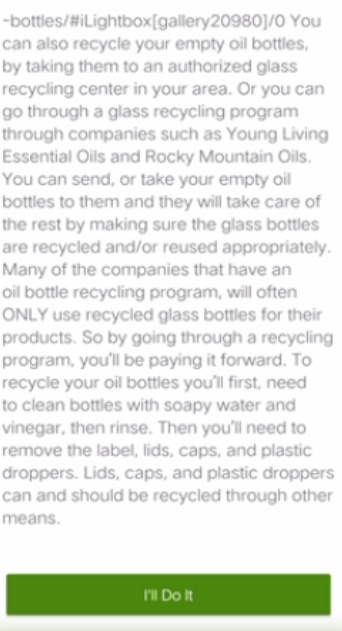 -bottles/#iLightbox[gallery20980]/0 You
can also recycle your empty oil bottles,
by taking them to an authorized glass
recycling center in your area. Or you can
go through a glass recycling program
through companies such as Young Living
Essential Oils and Rocky Mountain Oils.
You can send, or take your empty oil
bottles to them and they will take care of
the rest by making sure the glass bottles
are recycled and/or reused appropriately.
Many of the companies that have an
oil bottle recycling program, will often
ONLY use recycled glass bottles for their
products. So by going through a recycling
program, you'll be paying it forward. To
recycle your oil bottles you'll first, need
to clean bottles with soapy water and
vinegar, then rinse. Then you'll need to
remove the label, lids, caps, and plastic
droppers. Lids, caps, and plastic droppers
can and should be recycled through other
means.
I'll Do It